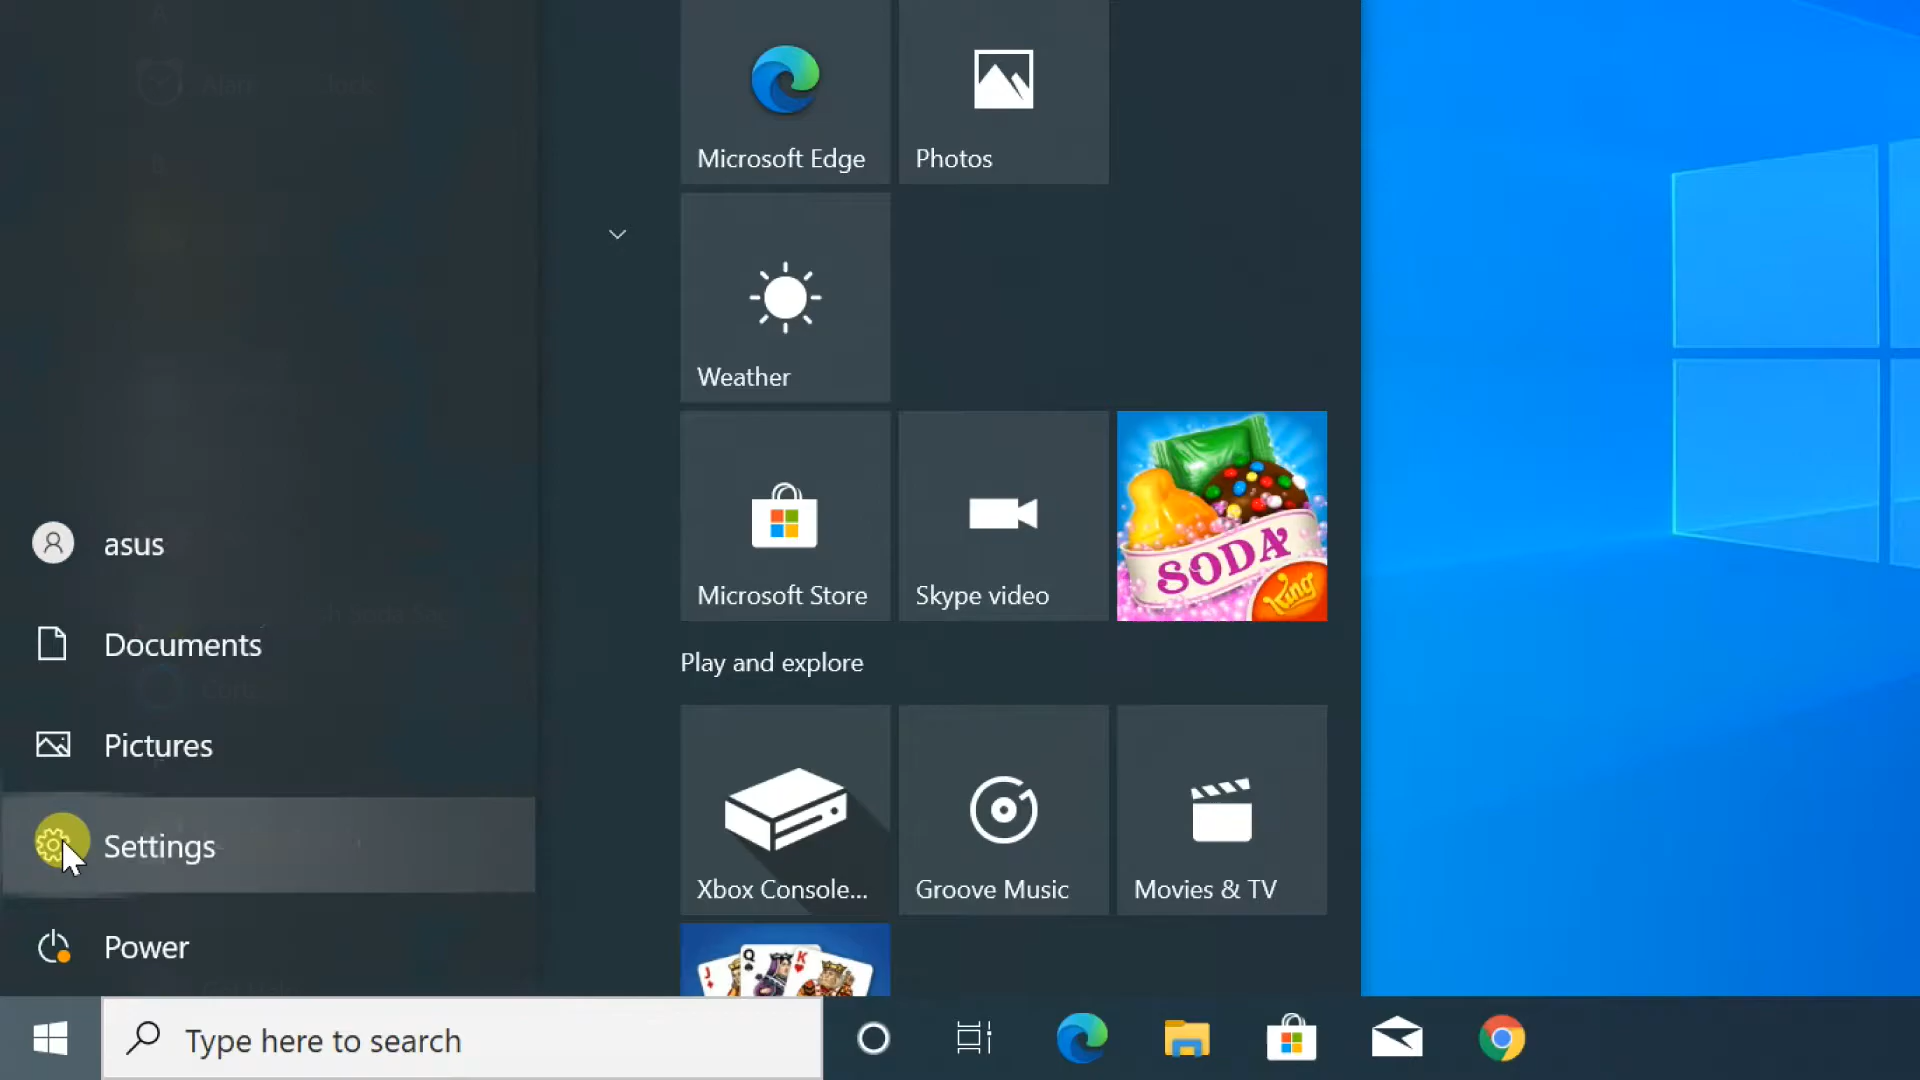 Microsoft Edge
Photos
Weather
Microsoft Store
Skype video
SODA
King
Play and explore
Xbox Console...
Groove Music
Movies & TV
J
Q
K
asus
Documents
Pictures
Settings
Power
Type here to search